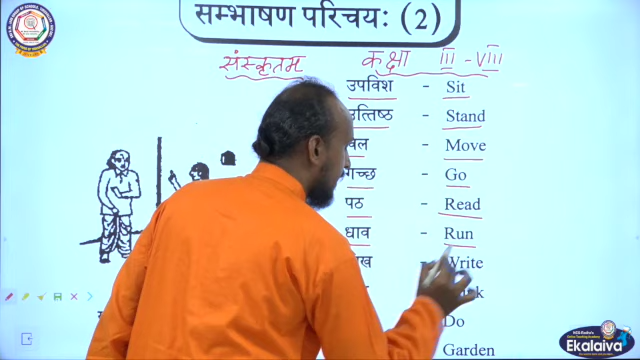 सम्भाषण परिचयः (2)
संस्कृतम कक्षा III - VIII
उपविश - Sit
उत्तिष्ठ - Stand
- Move
गच्छ - Go
पठ - Read
धाव - Run
- Write
Do
Garden
Ekalaiva